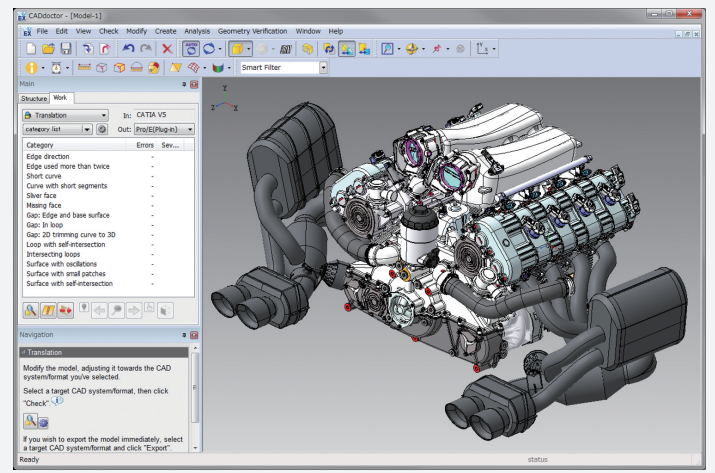 CADdoctor - [Model-1]
File Edit View Check Modify Create Analysis Geometry Verification Window Help
Smart Filter
Main
Structure Work
Translation In: CATIA V5
category list Out: Pro/E(Plug-in)
Category Errors Sev...
Edge direction -
Edge used more than twice -
Short curve -
Curve with short segments -
Sliver face -
Missing face -
Gap: Edge and base surface -
Gap: In loop -
Gap: 2D trimming curve to 3D -
Loop with self-intersection -
Intersecting loops -
Surface with oscillations -
Surface with small patches -
Surface with self-intersection -
Y
Z
X
Navigation
Translation
Modify the model, adjusting it towards the CAD
system/format you've selected.
Select a target CAD system/format, then click
"Check".
If you wish to export the model immediately, select
a target CAD system/format and click "Export".
Ready status